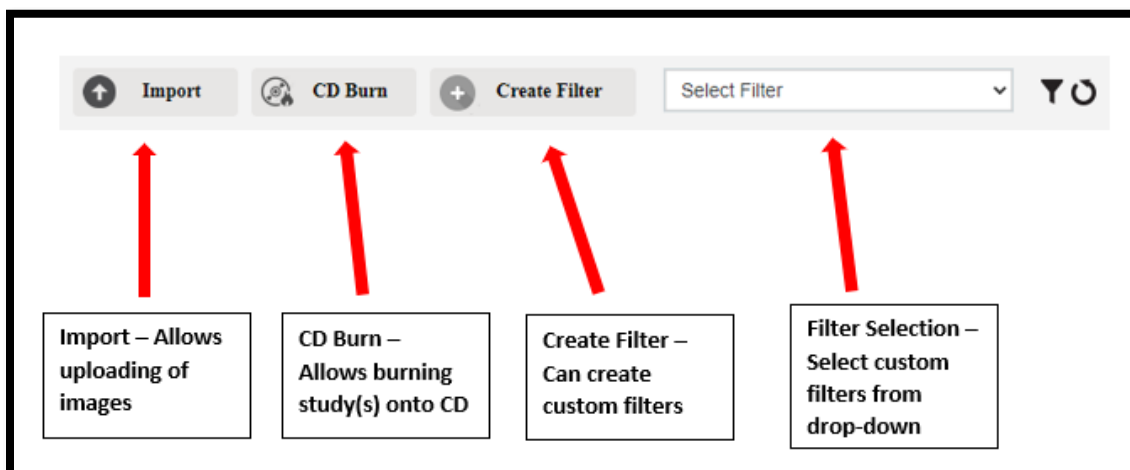 Import
CD Burn
Create Filter
Select Filter
Import – Allows
uploading of
images
CD Burn –
Allows burning
study(s) onto CD
Create Filter –
Can create
custom filters
Filter Selection –
Select custom
filters from
drop-down